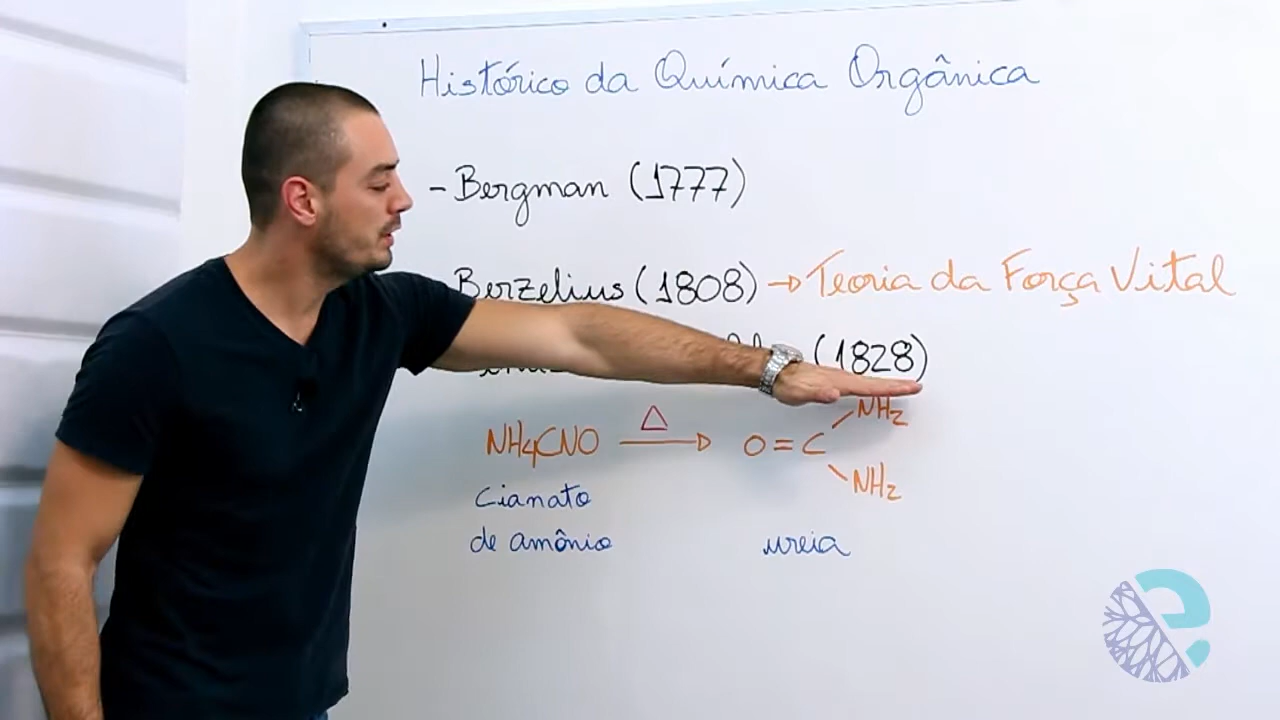 Histórico da Química Orgânica
- Bergman (1777)
Berzelius (1808) → Teoria da Força Vital
(1828)
NH4CNO △→ O=C NH2 NH2
Cianato
de amônio
ureia